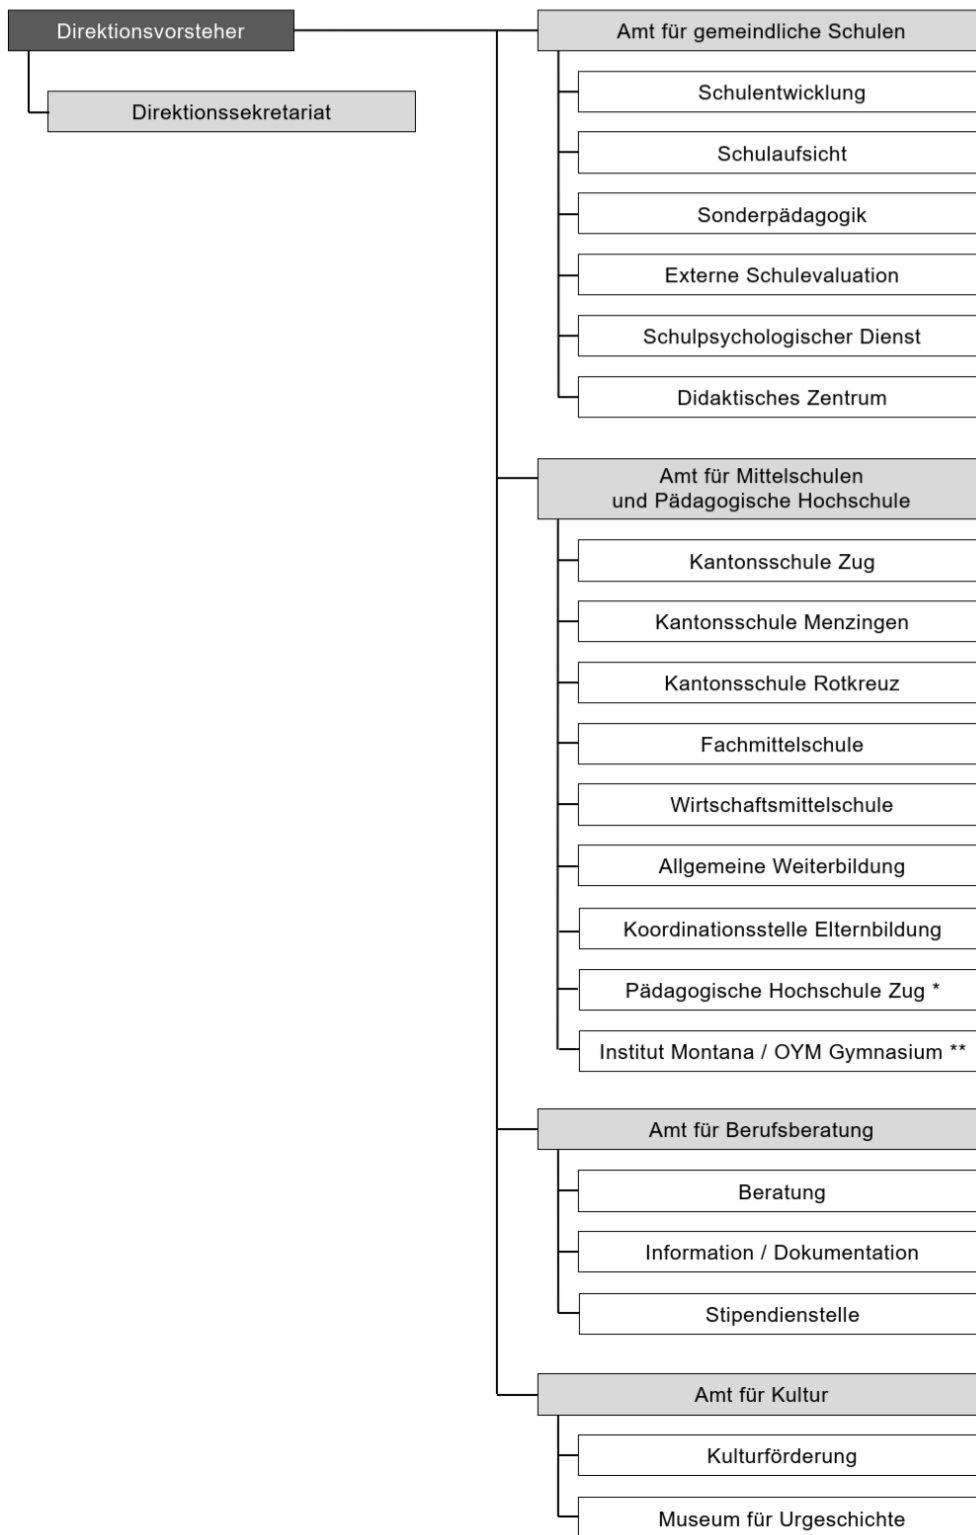 Direktionsvorsteher
Direktionssekretariat
Amt für gemeindliche Schulen
Schulentwicklung
Schulaufsicht
Sonderpädagogik
Externe Schulevaluation
Schulpsychologischer Dienst
Didaktisches Zentrum
Amt für Mittelschulen
und Pädagogische Hochschule
Kantonsschule Zug
Kantonsschule Menzingen
Kantonsschule Rotkreuz
Fachmittelschule
Wirtschaftsmittelschule
Allgemeine Weiterbildung
Koordinationsstelle Elternbildung
Pädagogische Hochschule Zug *
Institut Montana / OYM Gymnasium **
Amt für Berufsberatung
Beratung
Information / Dokumentation
Stipendienstelle
Amt für Kultur
Kulturförderung
Museum für Urgeschichte